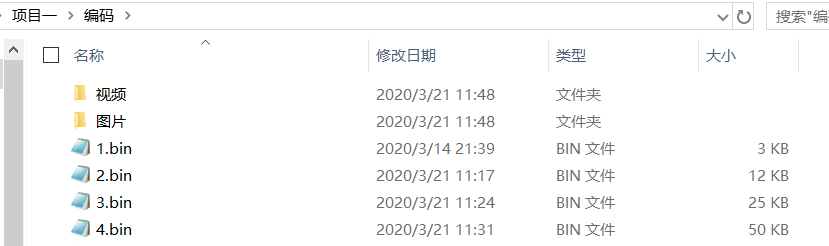 项目一 编码 搜索"编
名称 修改日期 类型 大小
视频 2020/3/21 11:48 文件夹
图片 2020/3/21 11:48 文件夹
1.bin 2020/3/14 21:39 BIN 文件 3 KB
2.bin 2020/3/21 11:17 BIN 文件 12 KB
3.bin 2020/3/21 11:24 BIN 文件 25 KB
4.bin 2020/3/21 11:31 BIN 文件 50 KB